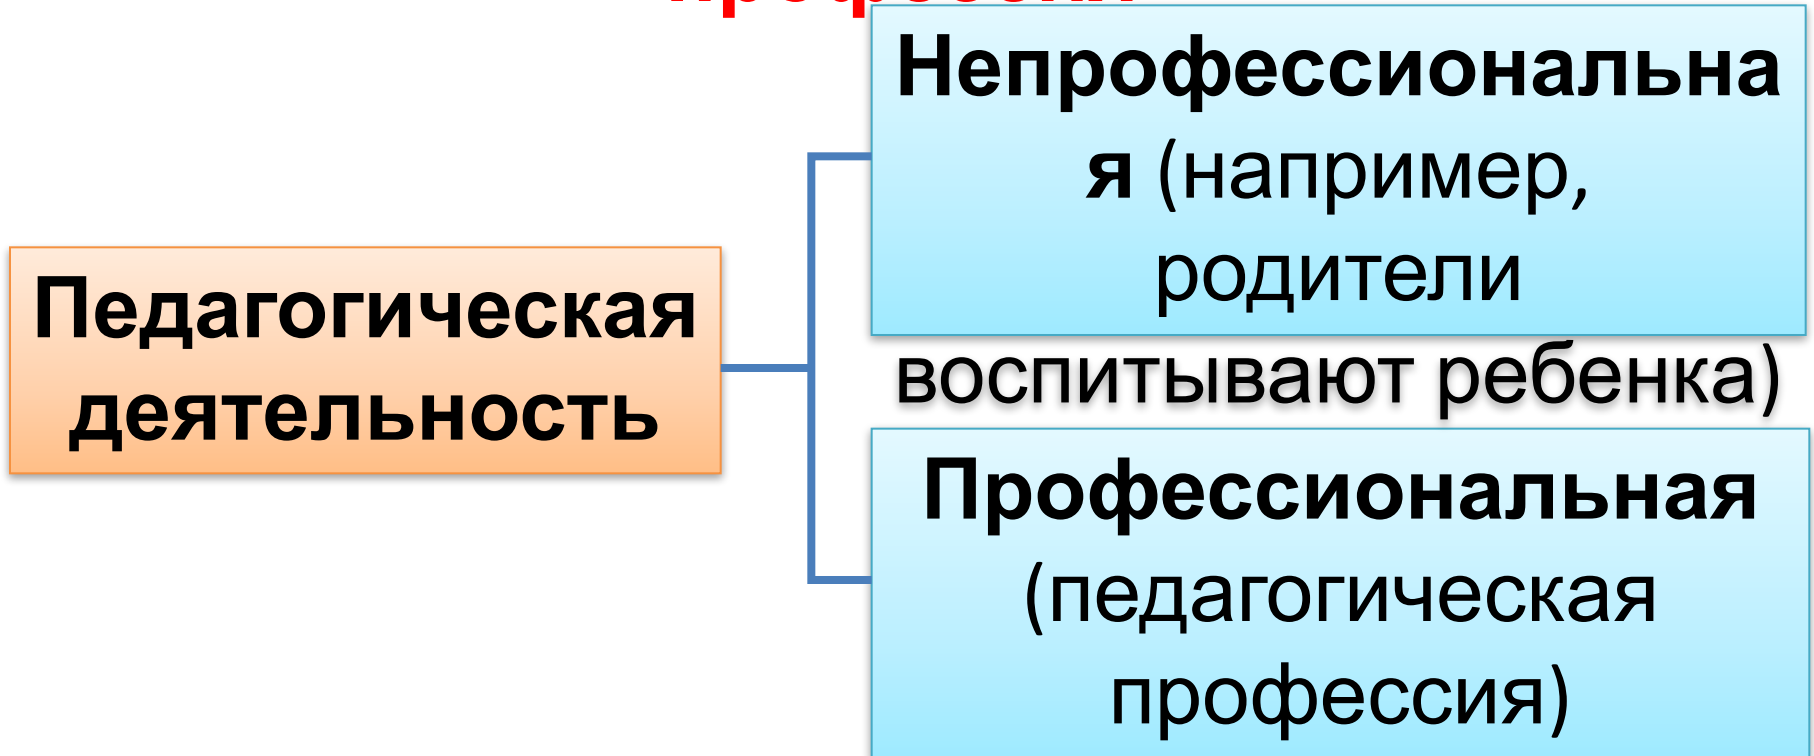 Педагогическая
деятельность
Непрофессиональна
я (например,
родители
воспитывают ребенка)
Профессиональная
(педагогическая
профессия)